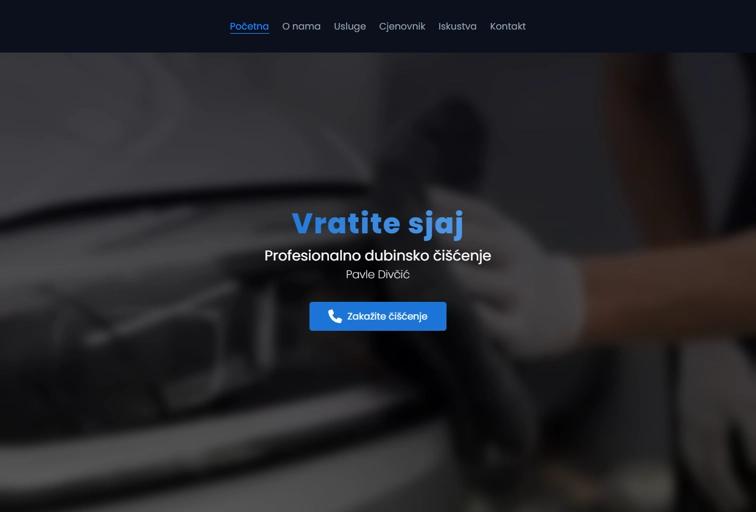 Početna O nama Usluge Cjenovnik Iskustva Kontakt
Vratite sjaj
Profesionalno dubinsko čišćenje
Pavle Divčić
Zakažite čišćenje